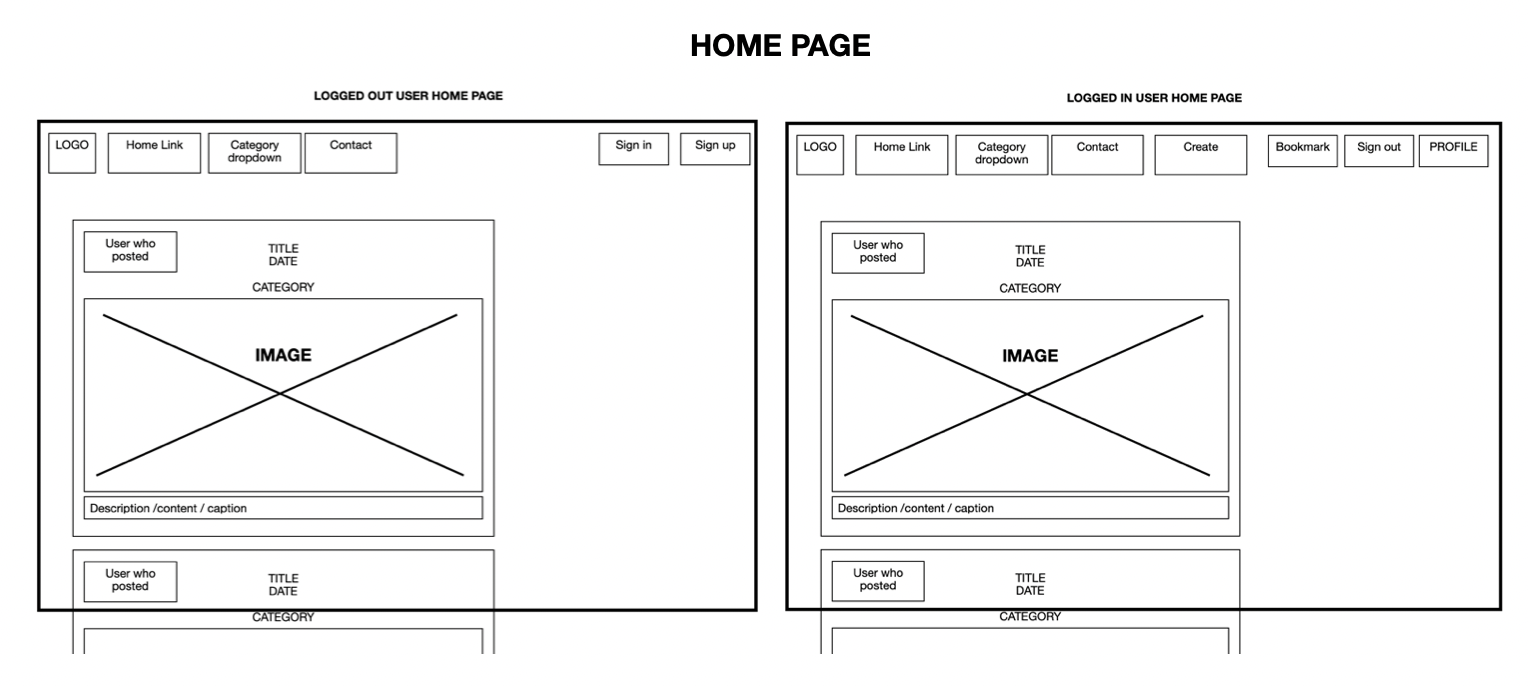 HOME PAGE
LOGGED OUT USER HOME PAGE
LOGO
Home Link
Category
dropdown
Contact
Sign in
Sign up
User who
posted
TITLE
DATE
CATEGORY
IMAGE
Description /content / caption
User who
posted
TITLE
DATE
CATEGORY
LOGGED IN USER HOME PAGE
LOGO
Home Link
Category
dropdown
Contact
Create
Bookmark
Sign out
PROFILE
User who
posted
TITLE
DATE
CATEGORY
IMAGE
Description /content / caption
User who
posted
TITLE
DATE
CATEGORY